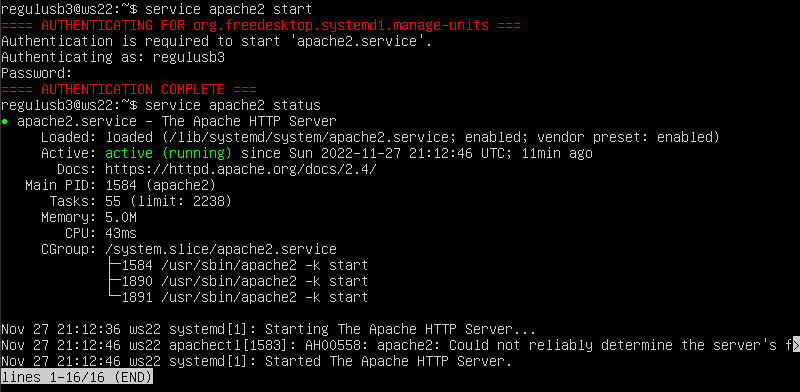 regulusb3@ws22:~$ service apache2 start
==== AUTHENTICATING FOR org.freedesktop.systemd1.manage-units ===
Authentication is required to start 'apache2.service'.
Authenticating as: regulusb3
Password:
==== AUTHENTICATION COMPLETE ===
regulusb3@ws22:~$ service apache2 status
● apache2.service - The Apache HTTP Server
     Loaded: loaded (/lib/systemd/system/apache2.service; enabled; vendor preset: enabled)
     Active: active (running) since Sun 2022-11-27 21:12:46 UTC; 11min ago
       Docs: https://httpd.apache.org/docs/2.4/
   Main PID: 1584 (apache2)
      Tasks: 55 (limit: 2238)
     Memory: 5.0M
        CPU: 43ms
     CGroup: /system.slice/apache2.service
             ├─1584 /usr/sbin/apache2 -k start
             ├─1890 /usr/sbin/apache2 -k start
             └─1891 /usr/sbin/apache2 -k start

Nov 27 21:12:36 ws22 systemd[1]: Starting The Apache HTTP Server...
Nov 27 21:12:46 ws22 apachectl[1583]: AH00558: apache2: Could not reliably determine the server's f>
Nov 27 21:12:46 ws22 systemd[1]: Started The Apache HTTP Server.
lines 1-16/16 (END)